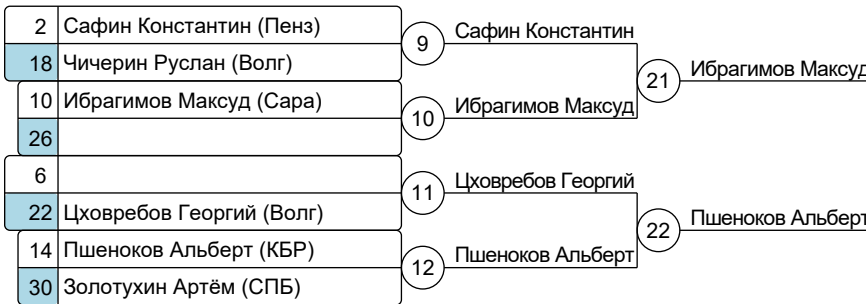 2 Сафин Константин (Пенз)
18 Чичерин Руслан (Волг)
10 Ибрагимов Максуд (Сара)
26
6
22 Цховребов Георгий (Волг)
14 Пшеноков Альберт (КБР)
30 Золотухин Артём (СПБ)
9 Сафин Константин
10 Ибрагимов Максуд
11 Цховребов Георгий
12 Пшеноков Альберт
21 Ибрагимов Максуд
22 Пшеноков Альберт